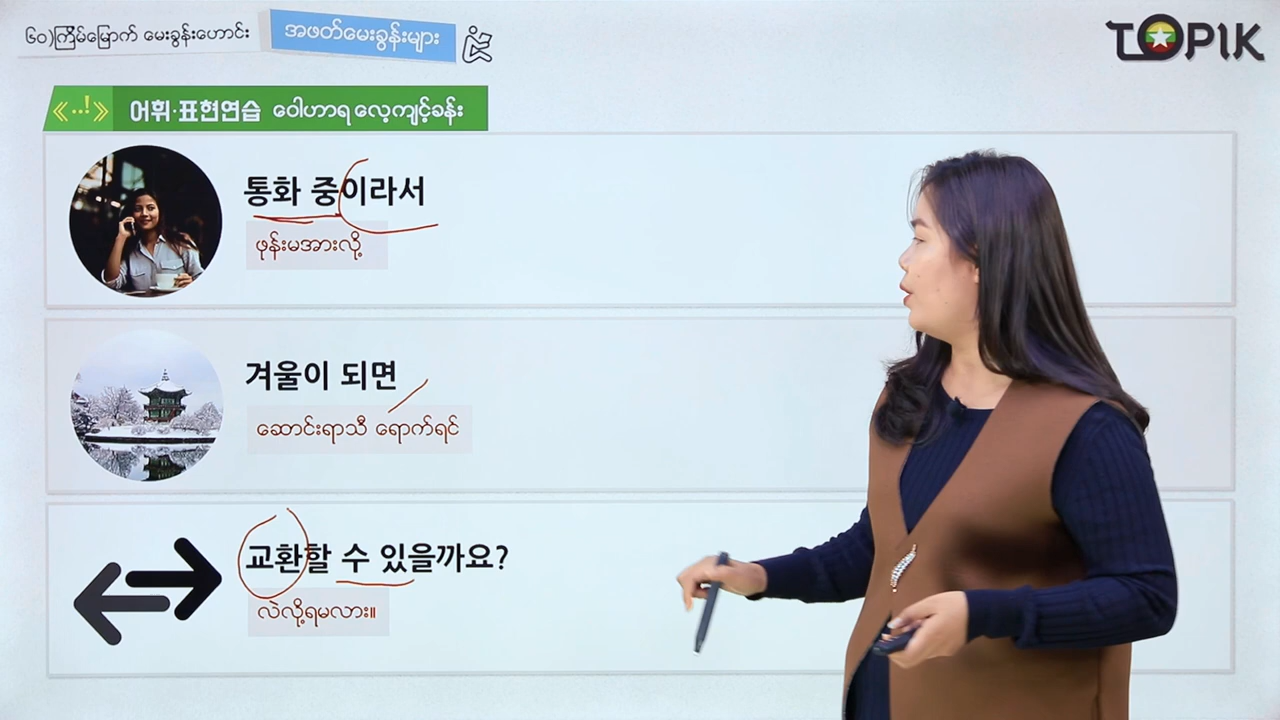 ၆၀)ကြိမ်မြောက် မေးခွန်းဟောင်း
အဖတ်မေးခွန်းများ
TOPIK
어휘·표현연습 ဝေါဟာရ လေ့ကျင့်ခန်း
통화 중이라서
ဖုန်းမအားလို့
겨울이 되면
ဆောင်းရာသီ ရောက်ရင်
교환할 수 있을까요?
လဲလို့ရမလား။